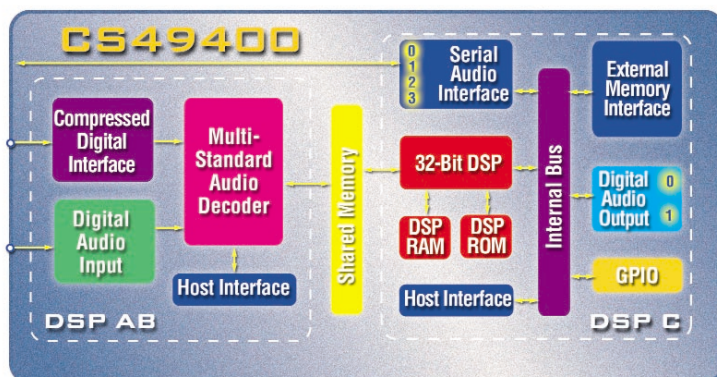 CS49400
0
1
2
3
Serial
Audio
Interface
External
Memory
Interface
Compressed
Digital
Interface
Multi-
Standard
Audio
Decoder
Digital
Audio
Input
Host Interface
DSP AB
Shared Memory
32-Bit DSP
DSP
RAM
DSP
ROM
Host Interface
Internal Bus
Digital
Audio
Output
0
1
GPIO
DSP C